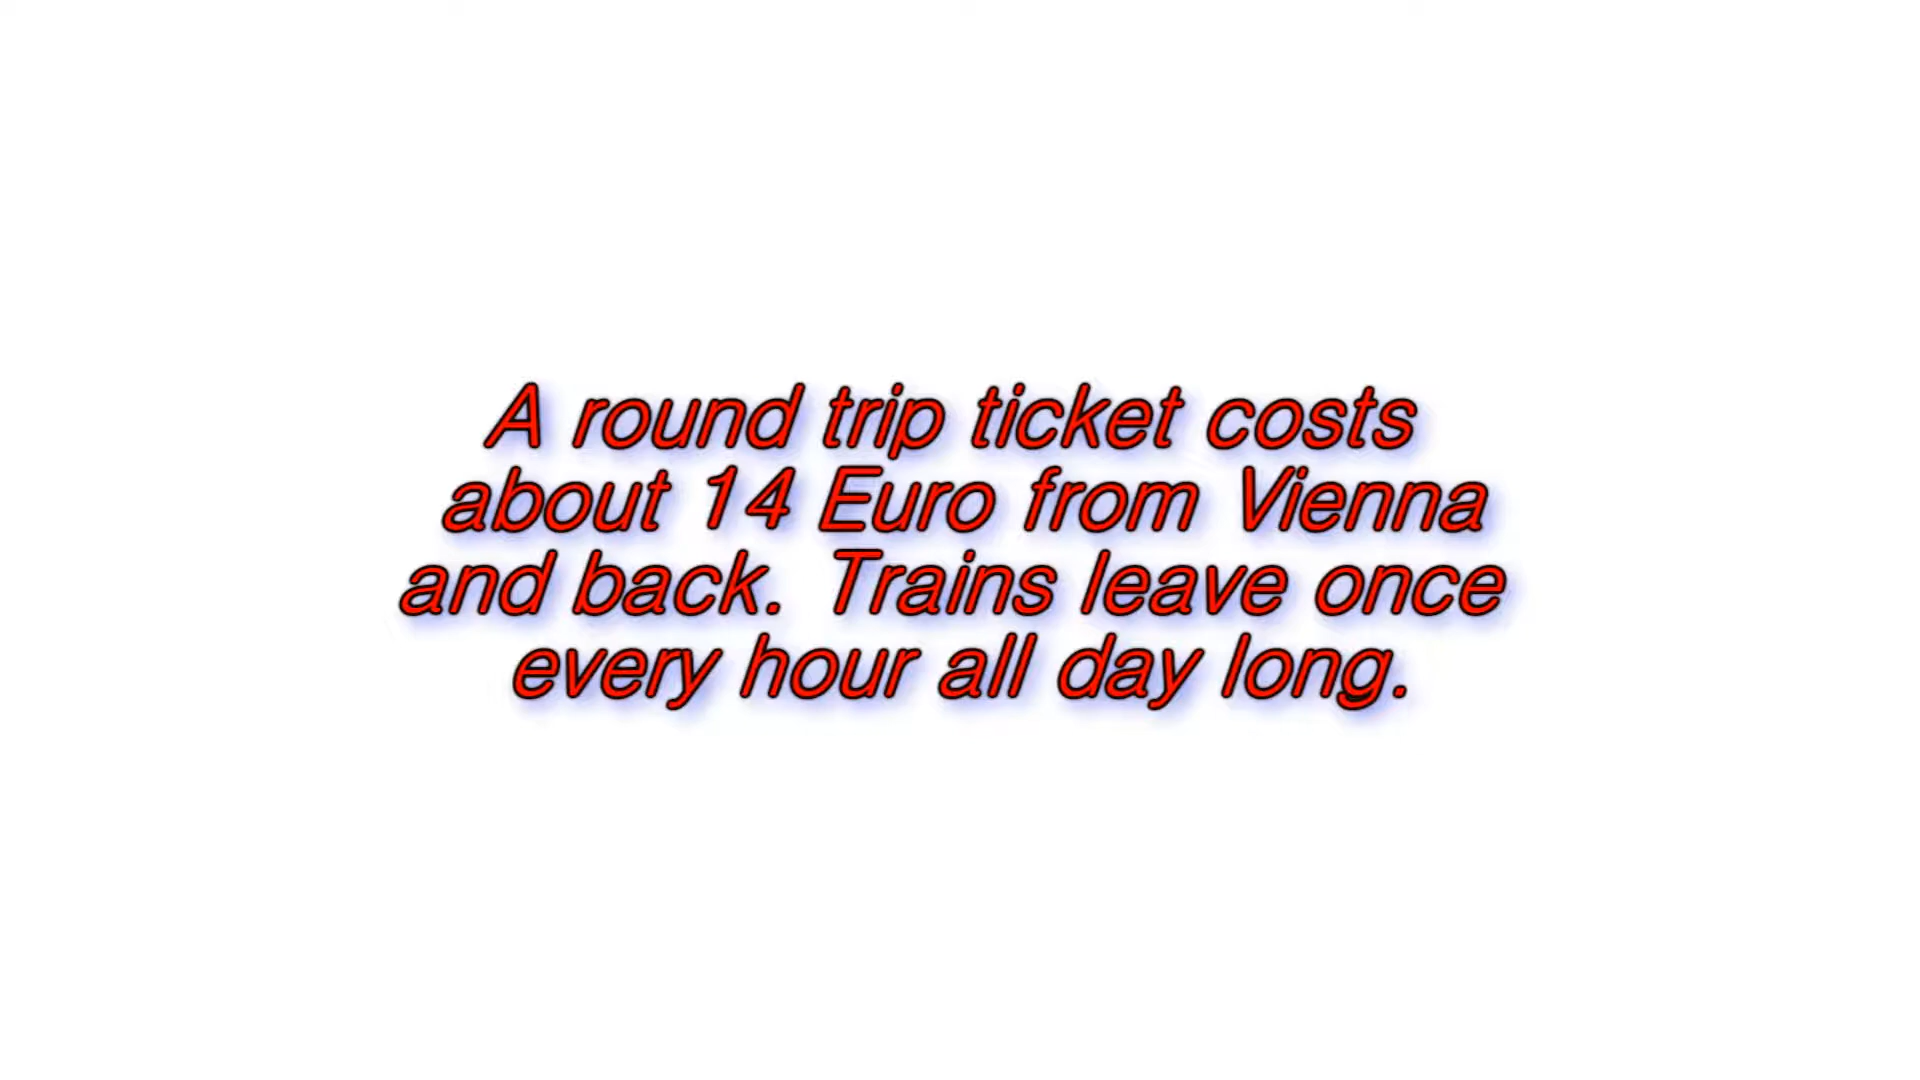 A round trip ticket costs
about 14 Euro from Vienna
and back. Trains leave once
every hour all day long.